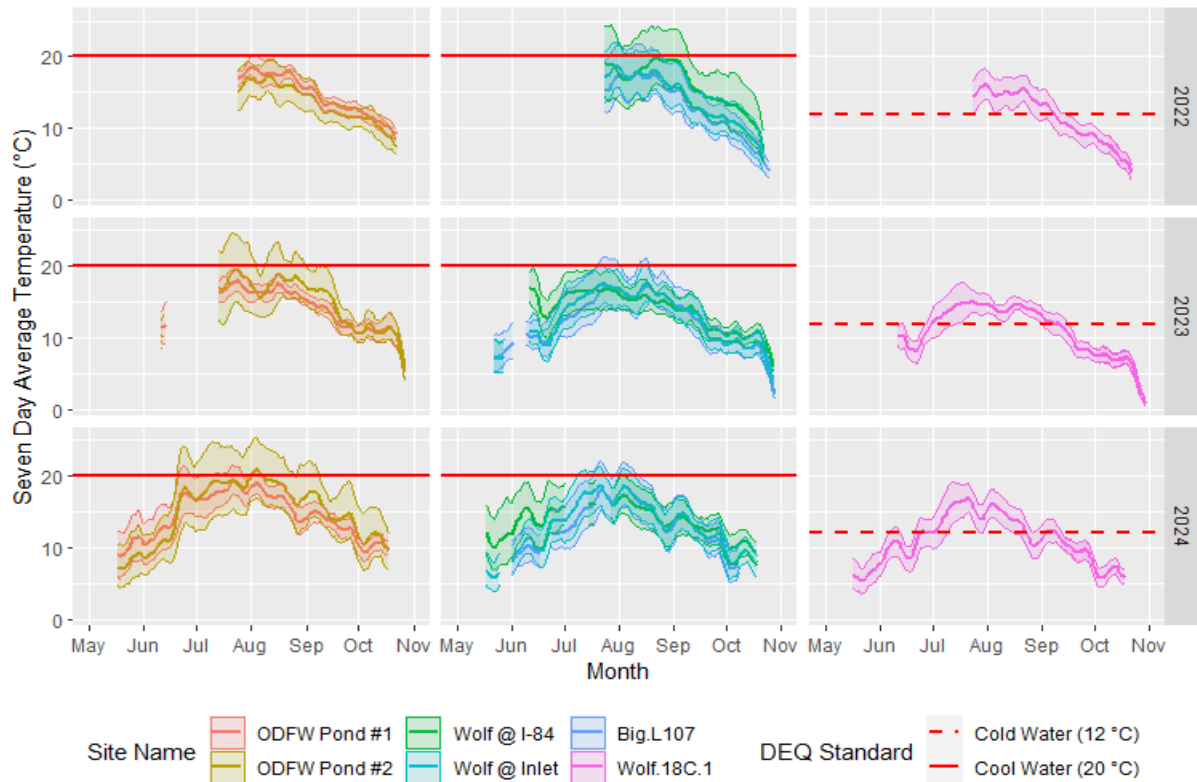 Seven Day Average Temperature (°C)
20
10
0
2022
20
10
0
2023
20
10
0
2024
May Jun Jul Aug Sep Oct Nov May Jun Jul Aug Sep Oct Nov May Jun Jul Aug Sep Oct Nov
Month
Site Name
ODFW Pond #1 Wolf @ I-84 Big.L107
ODFW Pond #2 Wolf @ Inlet Wolf.18C.1
DEQ Standard
Cold Water (12 °C)
Cool Water (20 °C)